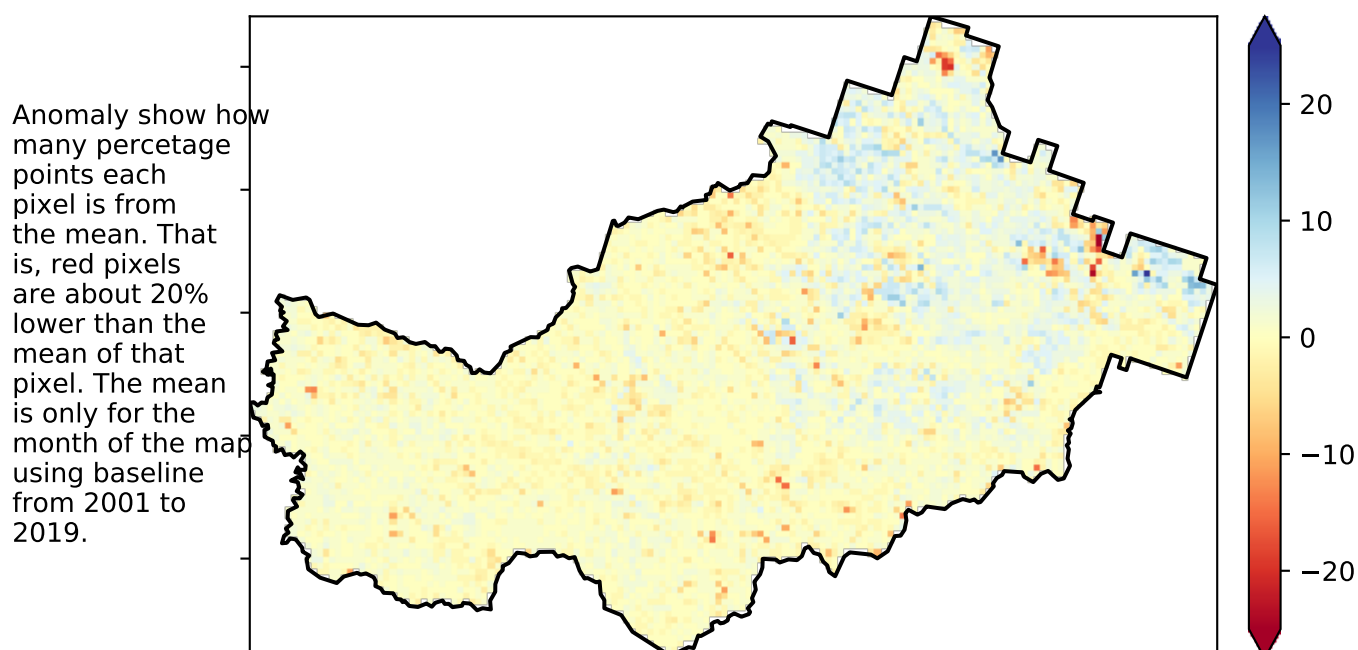 Anomaly show how
many percetage
points each
pixel is from
the mean. That
is, red pixels
are about 20%
lower than the
mean of that
pixel. The mean
is only for the
month of the map
using baseline
from 2001 to
2019.
20
10
0
−10
−20